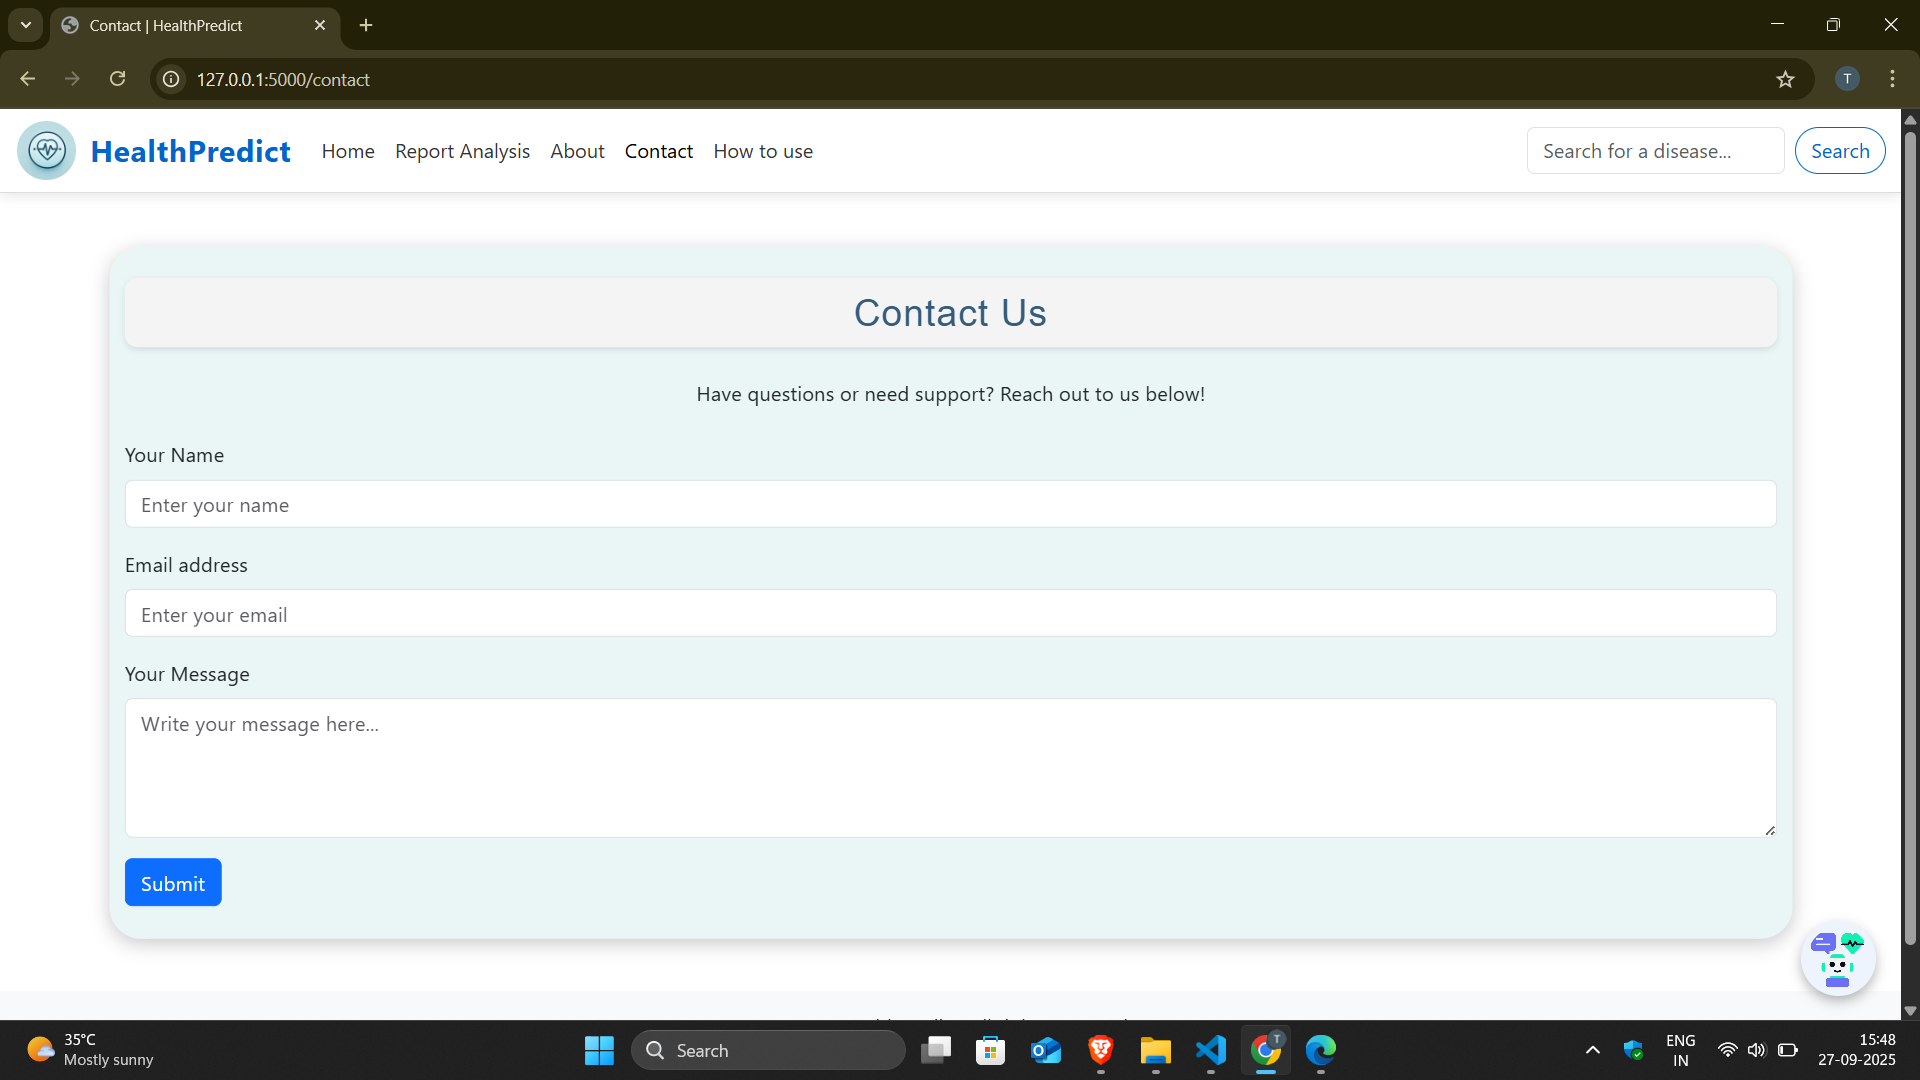 Contact | HealthPredict
127.0.0.1:5000/contact
T
HealthPredict
Home
Report Analysis
About
Contact
How to use
Search for a disease...
Search
Contact Us
Have questions or need support? Reach out to us below!
Your Name
Enter your name
Email address
Enter your email
Your Message
Write your message here...
Submit
35°C
Mostly sunny
Search
T
ENG
IN
15:48
27-09-2025